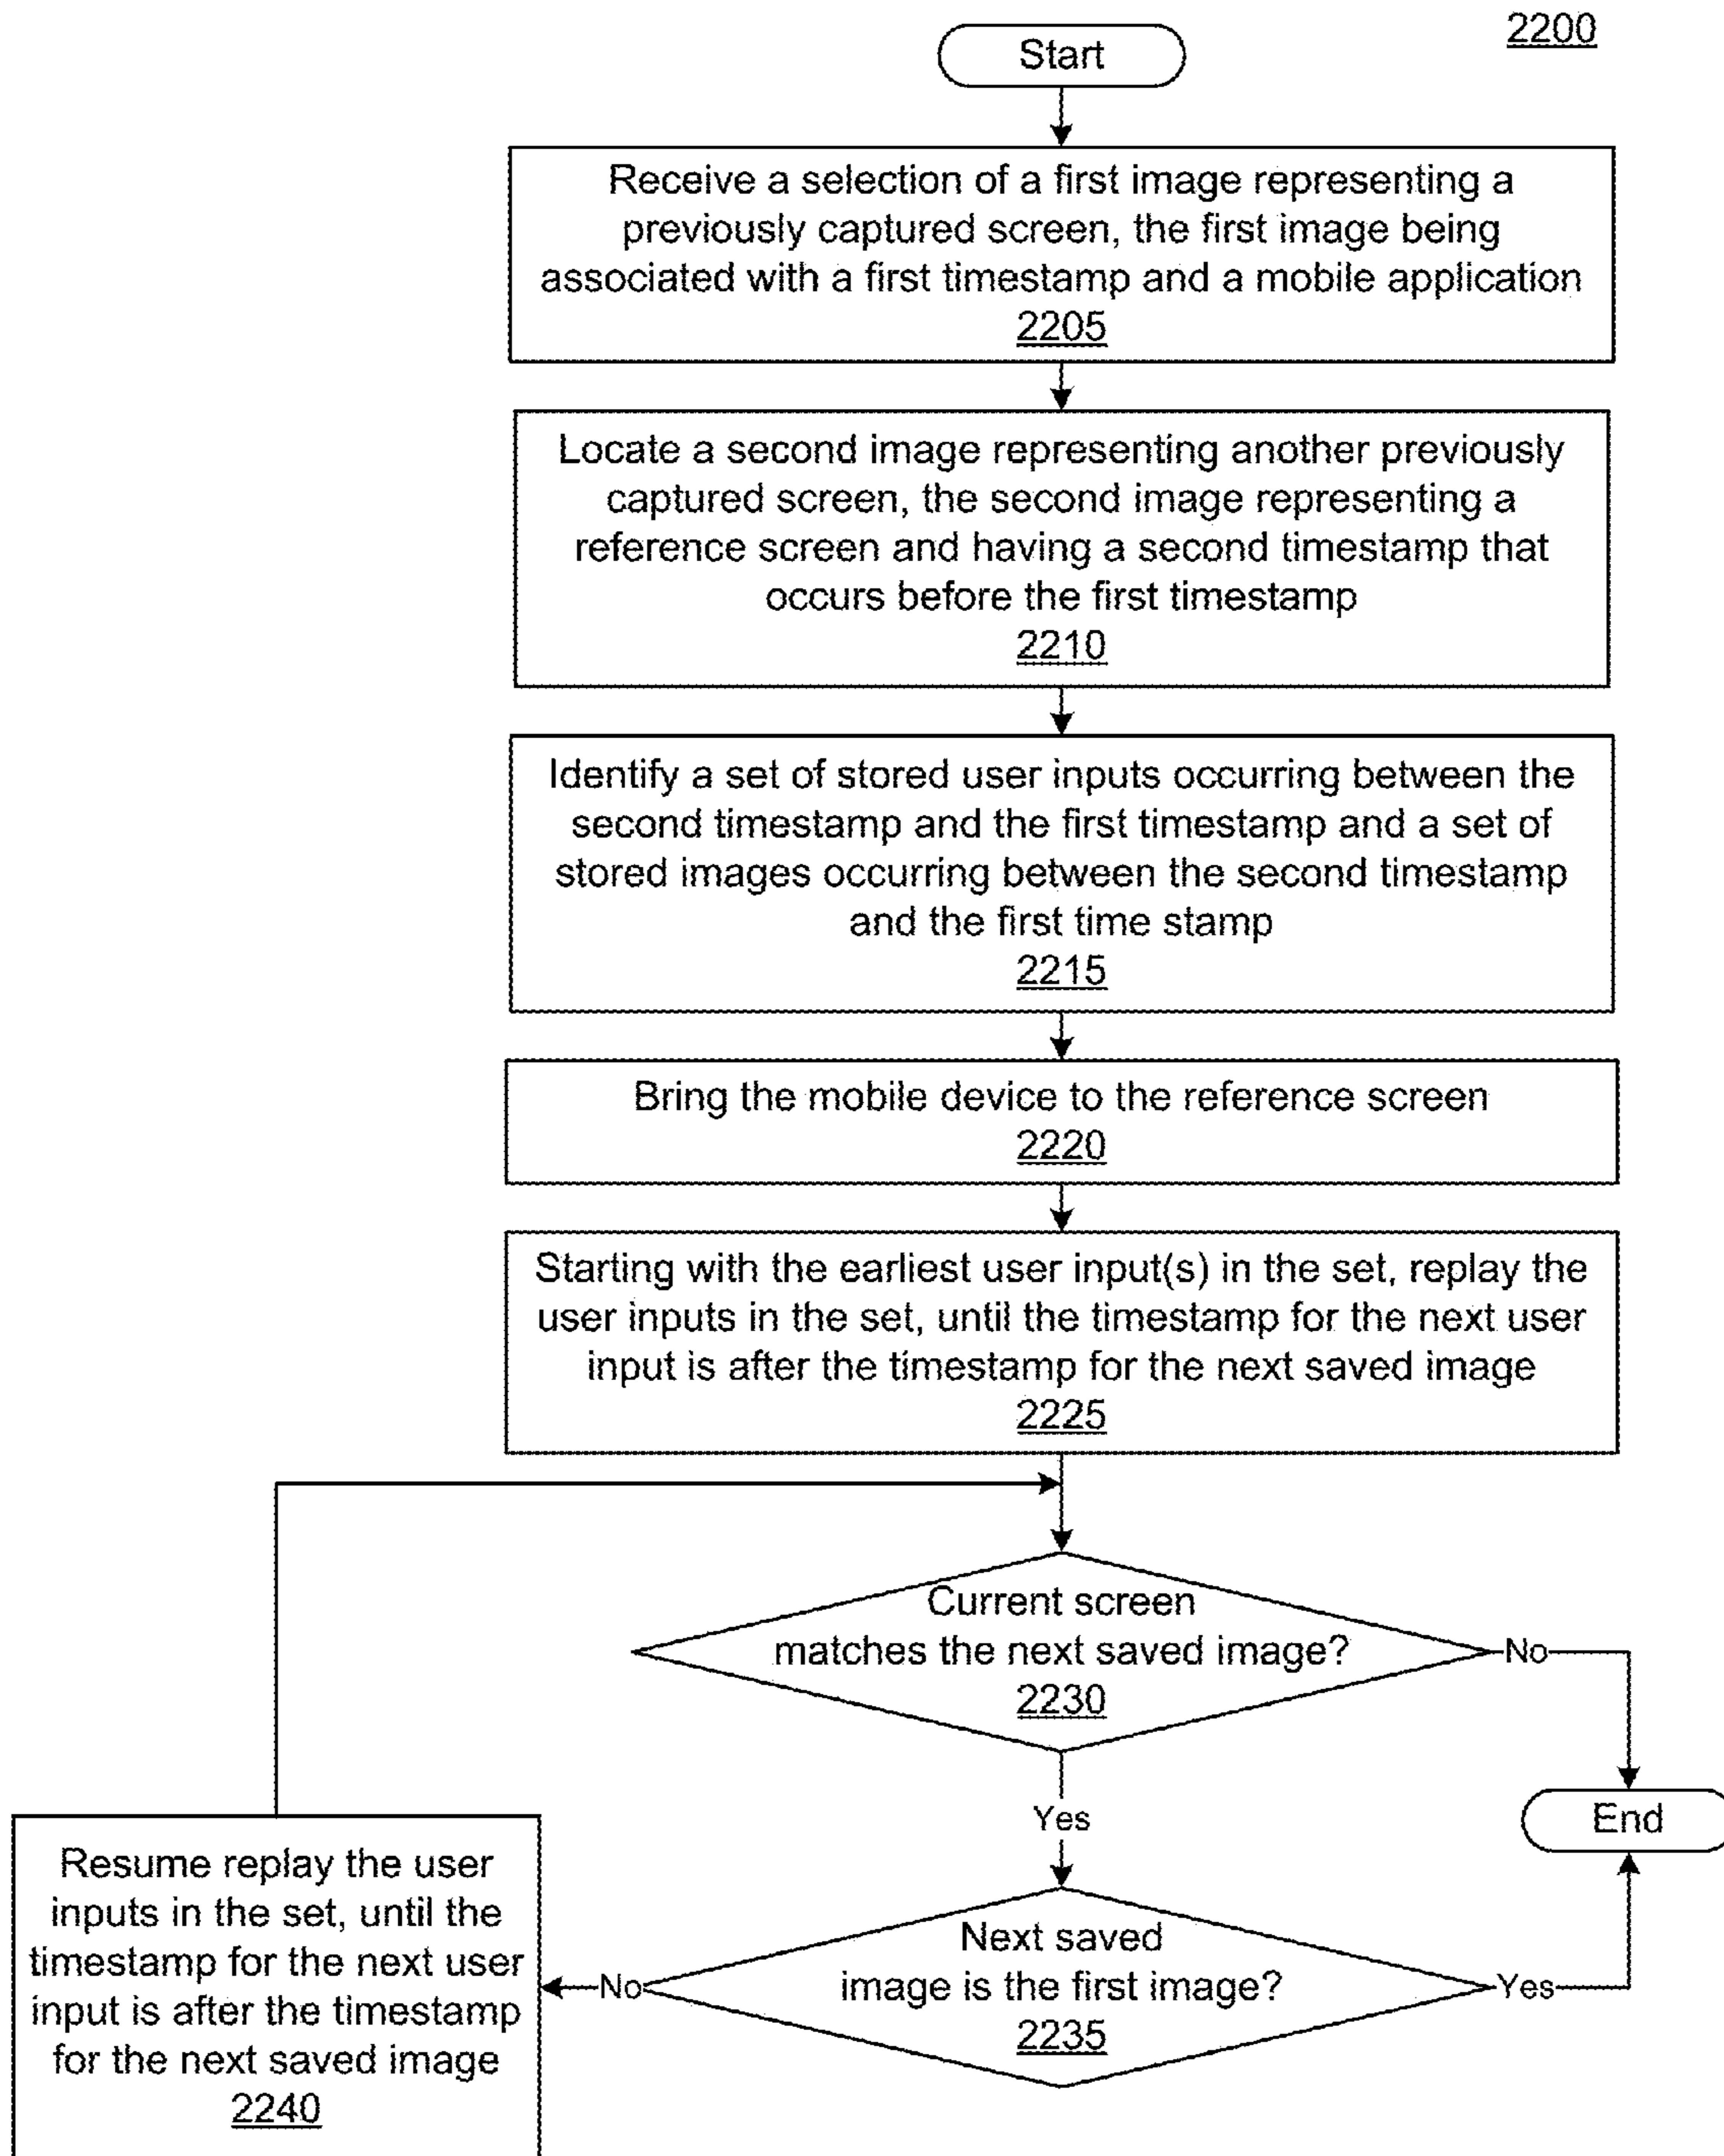 2200
Start
Receive a selection of a first image representing a
previously captured screen, the first image being
associated with a first timestamp and a mobile application
2205
Locate a second image representing another previously
captured screen, the second image representing a
reference screen and having a second timestamp that
occurs before the first timestamp
2210
Identify a set of stored user inputs occurring between the
second timestamp and the first timestamp and a set of
stored images occurring between the second timestamp
and the first time stamp
2215
Bring the mobile device to the reference screen
2220
Starting with the earliest user input(s) in the set, replay the
user inputs in the set, until the timestamp for the next user
input is after the timestamp for the next saved image
2225
Current screen
matches the next saved image?
2230
No
Yes
End
Next saved
image is the first image?
2235
Yes
No
Resume replay the user
inputs in the set, until the
timestamp for the next user
input is after the timestamp
for the next saved image
2240